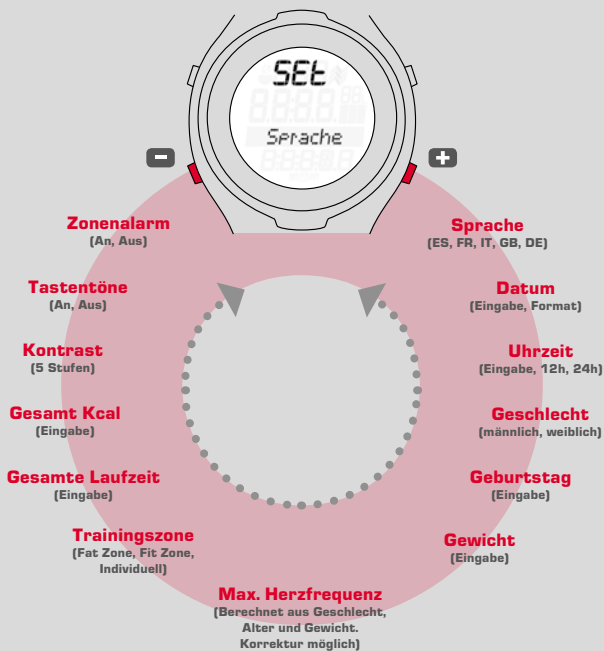 SEt
Sprache
Sprache
(ES, FR, IT, GB, DE)
Datum
(Eingabe, Format)
Uhrzeit
(Eingabe, 12h, 24h)
Geschlecht
(männlich, weiblich)
Geburtstag
(Eingabe)
Gewicht
(Eingabe)
Max. Herzfrequenz
(Berechnet aus Geschlecht,
Alter und Gewicht.
Korrektur möglich)
Trainingszone
(Fat Zone, Fit Zone,
Individuell)
Gesamte Laufzeit
(Eingabe)
Gesamt Kcal
(Eingabe)
Kontrast
(5 Stufen)
Tastentöne
(An, Aus)
Zonenalarm
(An, Aus)